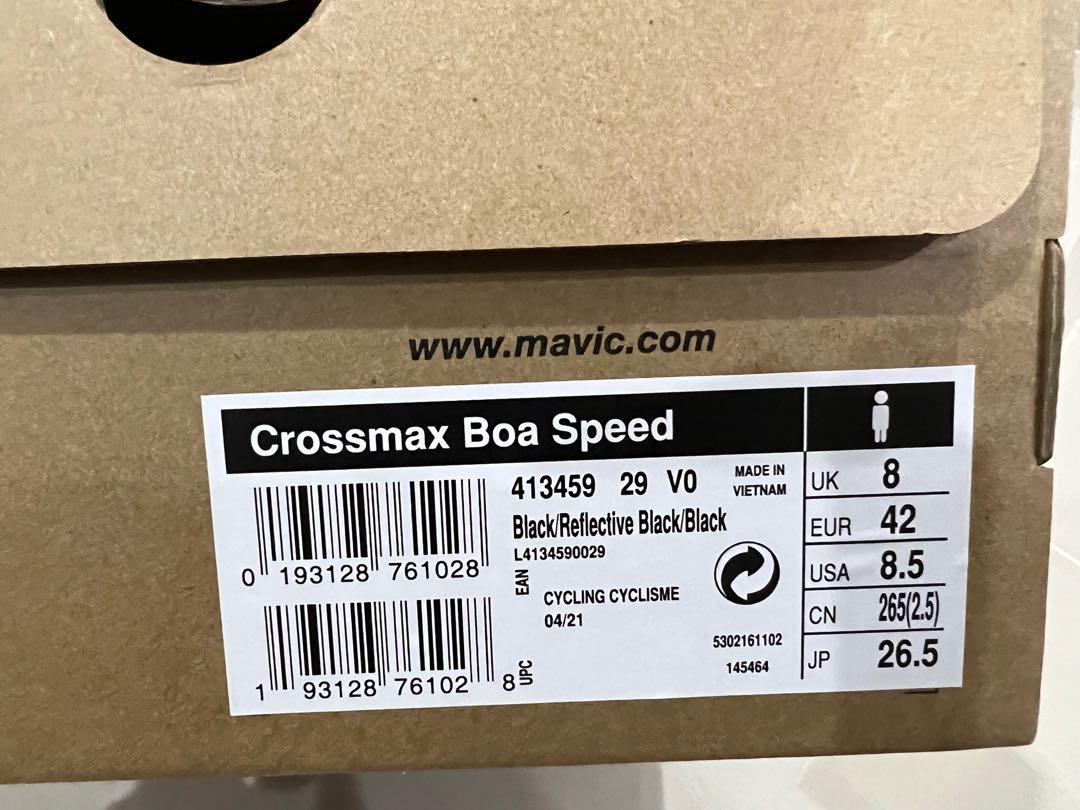 www.mavic.com
Crossmax Boa Speed
413459 29 V0
MADE IN
VIETNAM
Black/Reflective Black/Black
L4134590029
0 193128 761028
EAN
CYCLING CYCLISME
04/21
5302161102
145464
1 93128 76102 8
UPC
UK 8
EUR 42
USA 8.5
CN 265(2.5)
JP 26.5